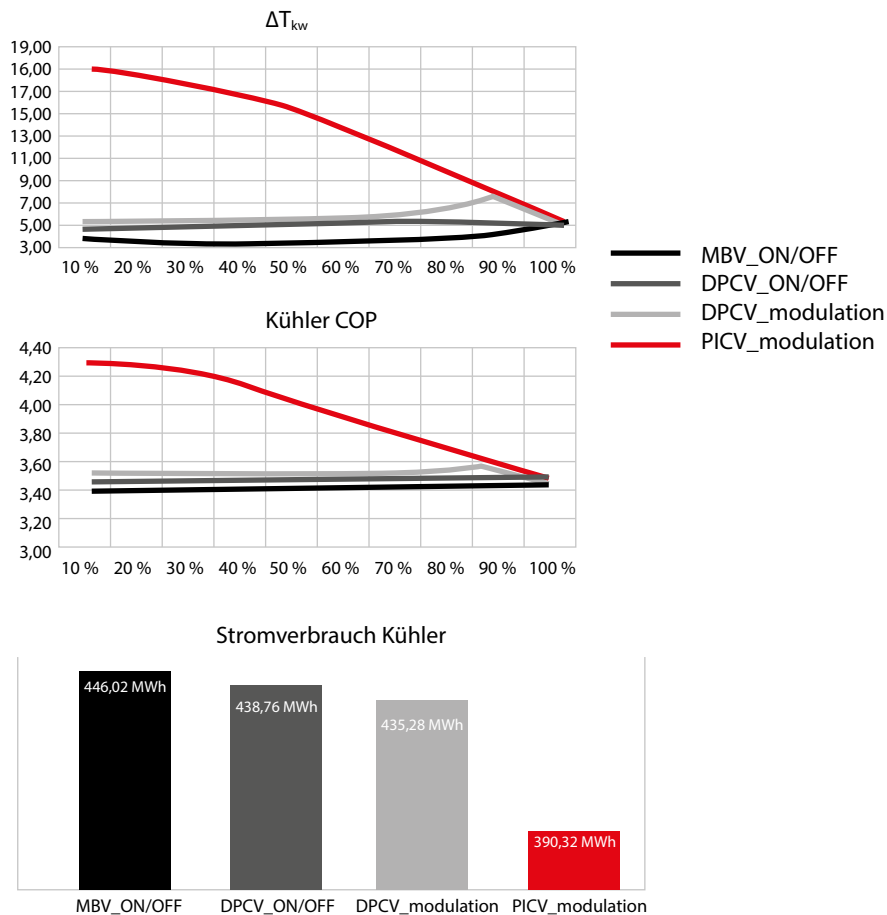 ΔTkw
19,00
16,00
17,00
15,00
13,00
11,00
9,00
7,00
5,00
3,00
10 % 20 % 30 % 40 % 50 % 60 % 70 % 80 % 90 % 100 %
MBV_ON/OFF
DPCV_ON/OFF
DPCV_modulation
PICV_modulation
Kühler COP
4,40
4,20
4,00
3,80
3,60
3,40
3,20
3,00
10 % 20 % 30 % 40 % 50 % 60 % 70 % 80 % 90 % 100 %
Stromverbrauch Kühler
446,02 MWh
438,76 MWh
435,28 MWh
390,32 MWh
MBV_ON/OFF DPCV_ON/OFF DPCV_modulation PICV_modulation